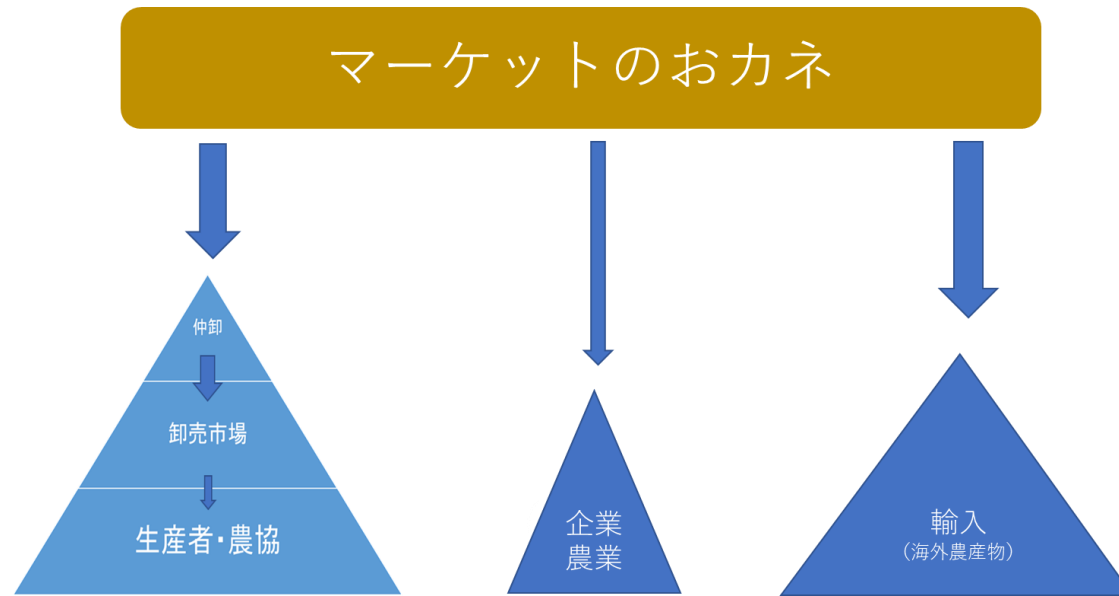 マーケットのおカネ
仲卸
卸売市場
生産者・農協
企業
農業
輸入
(海外農産物)